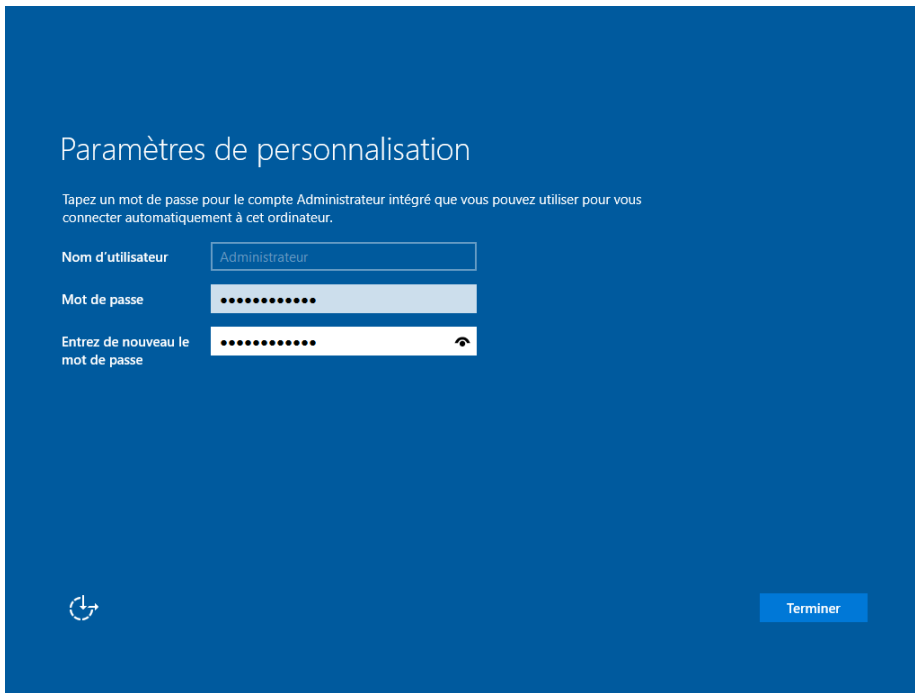 Paramètres de personnalisation
Tapez un mot de passe pour le compte Administrateur intégré que vous pouvez utiliser pour vous
connecter automatiquement à cet ordinateur.
Nom d'utilisateur
Administrateur
Mot de passe
●●●●●●●●●●●●
Entrez de nouveau le
mot de passe
●●●●●●●●●●●●
Terminer